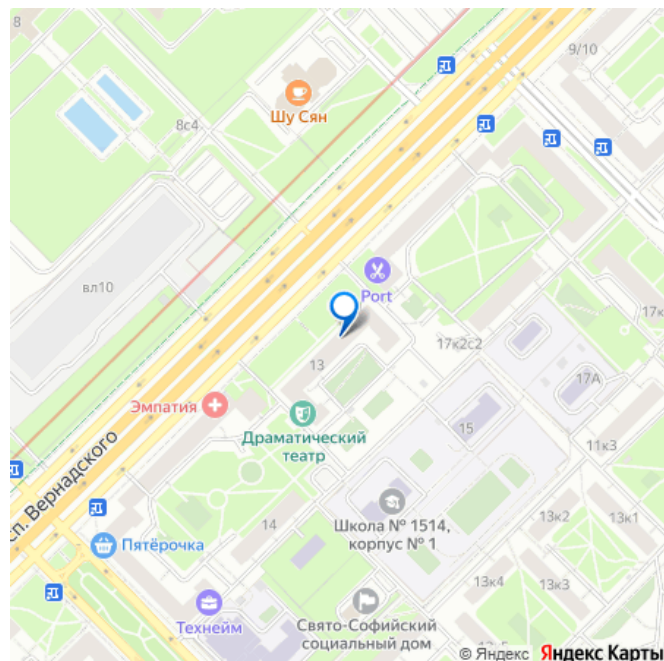 8
9/10
Шу Сян
8с4
вл10
Port
17к
17к2с2
13
17А
Эмпатия
Драматический
театр
15
11к3
сп. Вернадского
14
Школа № 1514,
корпус № 1
13к2
13к1
Пятёрочка
13к4
13к3
Технейм
Свято-Софийский
социальный дом
© Яндекс Яндекс Карты